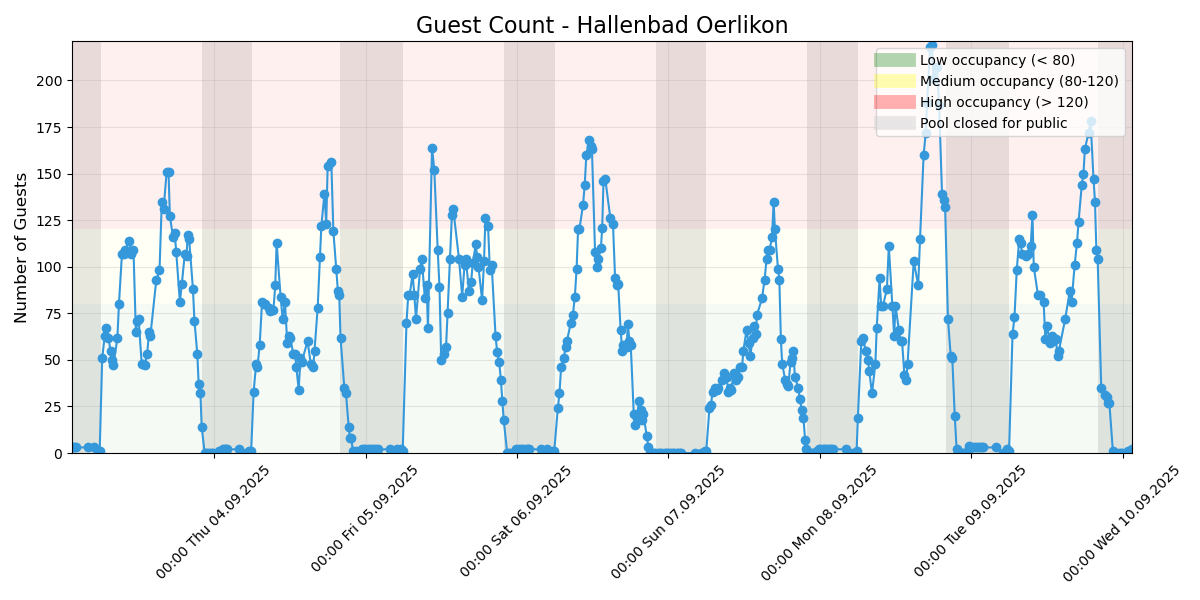 Guest Count - Hallenbad Oerlikon
Number of Guests
200
175
150
125
100
75
50
25
0
Low occupancy (< 80)
Medium occupancy (80-120)
High occupancy (> 120)
Pool closed for public
00:00 Thu 04.09.2025
00:00 Fri 05.09.2025
00:00 Sat 06.09.2025
00:00 Sun 07.09.2025
00:00 Mon 08.09.2025
00:00 Tue 09.09.2025
00:00 Wed 10.09.2025